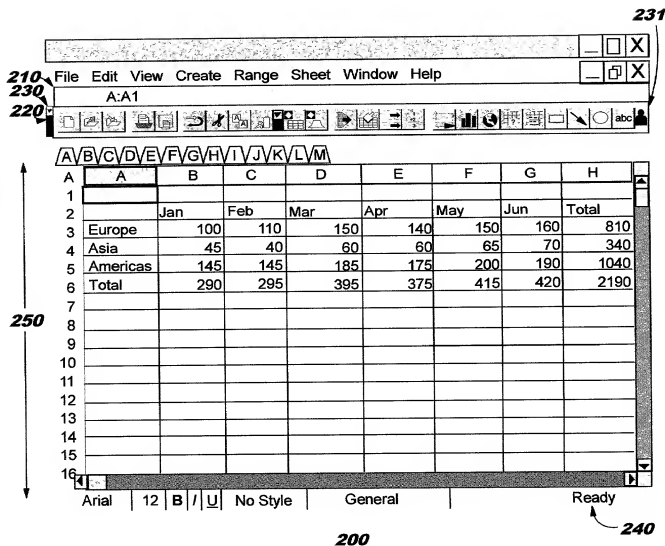 231
210 File Edit View Create Range Sheet Window Help
230 A:A1
220 abc
A B C D E F G H I J K L M
A A B C D E F G H
1
2 Jan Feb Mar Apr May Jun Total
3 Europe 100 110 150 140 150 160 810
4 Asia 45 40 60 60 65 70 340
5 Americas 145 145 185 175 200 190 1040
6 Total 290 295 395 375 415 420 2190
7
250 8
9
10
11
12
13
14
15
16
Arial 12 B I U No Style General Ready
240
200